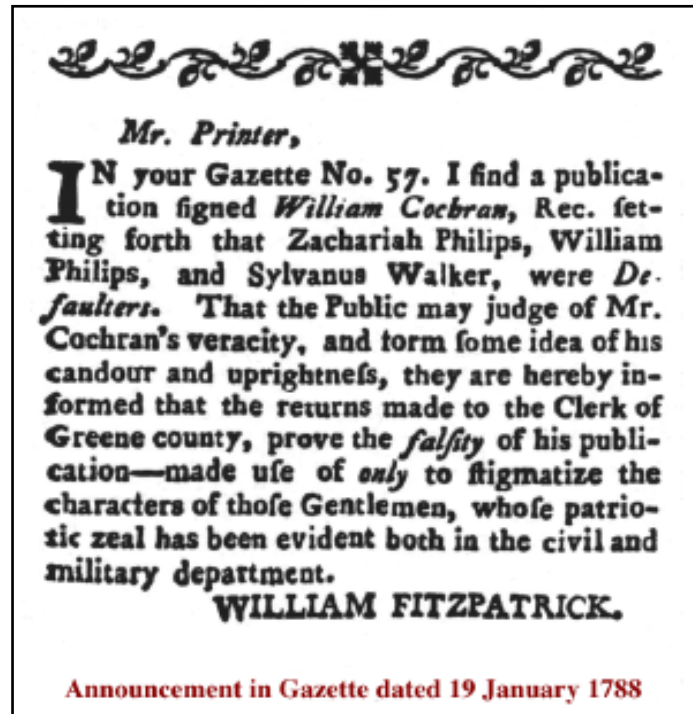 Mr. Printer,
IN your Gazette No. 57. I find a publica-
tion ſigned William Cochran, Rec. ſet-
ting forth that Zachariah Philips, William
Philips, and Sylvanus Walker, were De-
faulters. That the Public may judge of Mr.
Cochran's veracity, and form ſome idea of his
candour and uprightneſs, they are hereby in-
formed that the returns made to the Clerk of
Greene county, prove the falſity of his publi-
cation—made uſe of only to ſtigmatize the
characters of thoſe Gentlemen, whoſe patrio-
tic zeal has been evident both in the civil and
military department.
WILLIAM FITZPATRICK.
Announcement in Gazette dated 19 January 1788